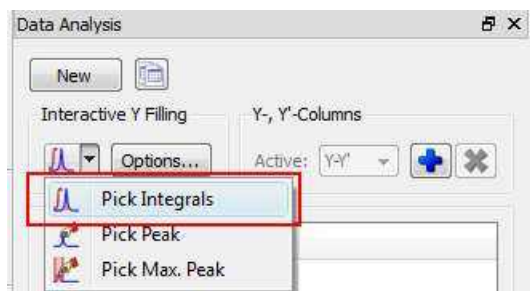 Data Analysis
New
Interactive Y Filling
Y-, Y'-Columns
Options...
Active:
Y-Y'
Pick Integrals
Pick Peak
Pick Max. Peak